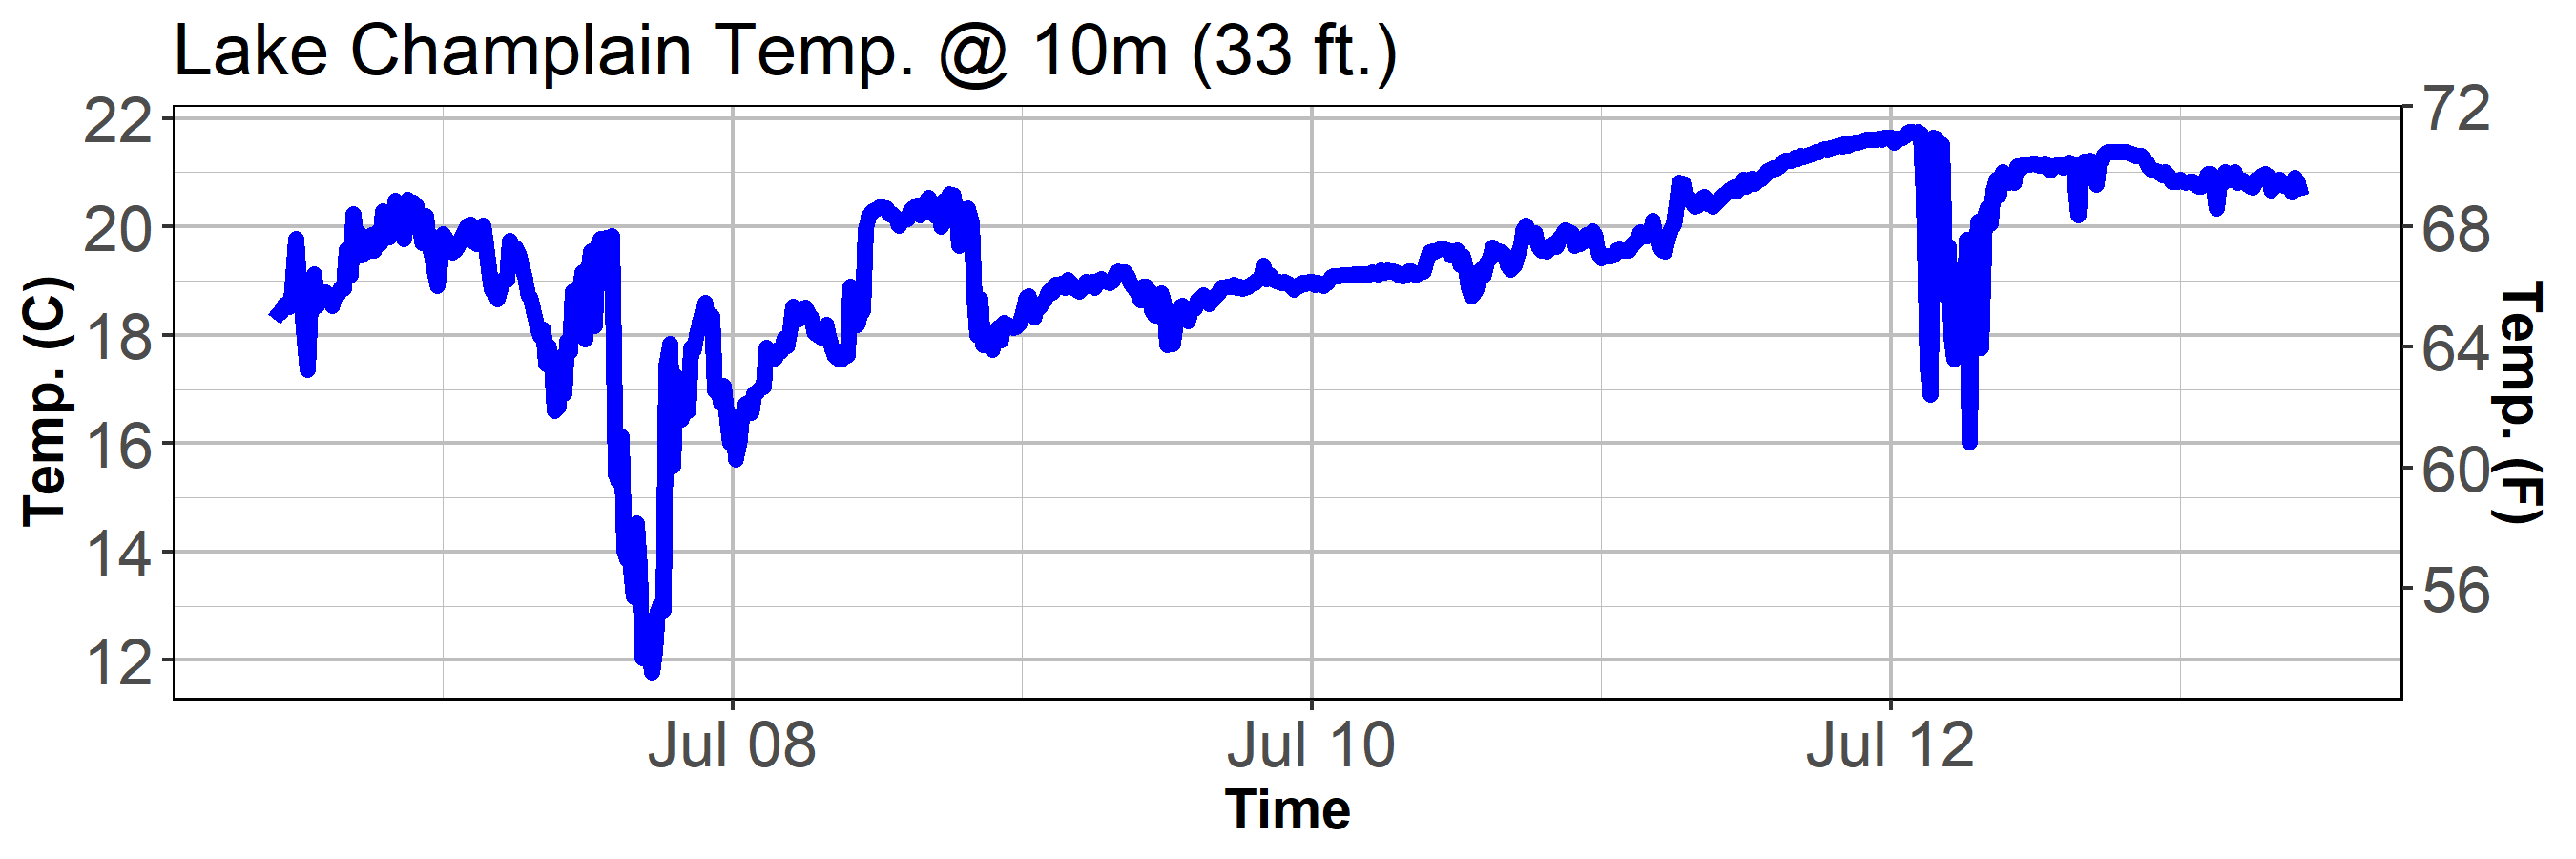 Lake Champlain Temp. @ 10m (33 ft.)
22
20
18
16
14
12
Temp. (C)
72
68
64
60
56
Temp. (F)
Jul 08
Jul 10
Jul 12
Time